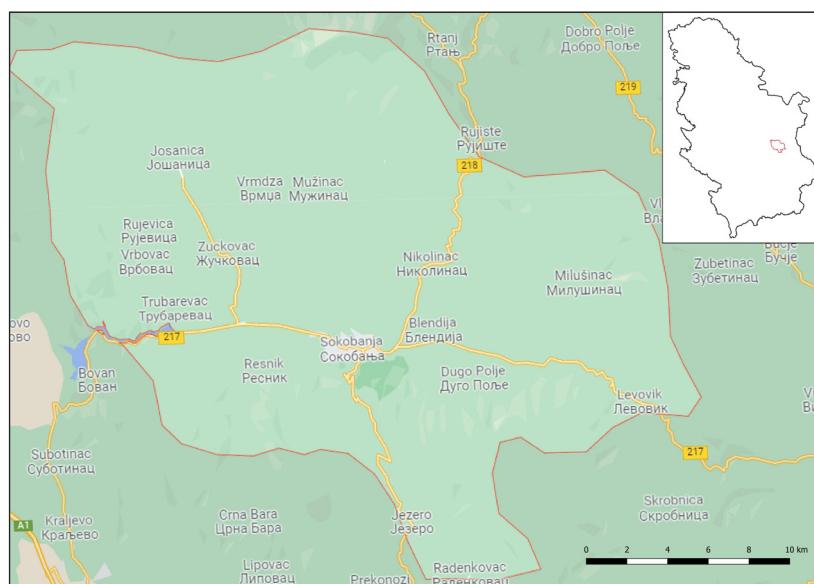 Rtanj
Ртањ
Dobro Polje
Добро Поље
219
Rujiste
Рујиште
218
Josanica
Јошаница
Vrmdza
Врмџа
Mužinac
Мужинац
Rujevica
Рујевица
Vrbovac
Врбовац
Zuckovac
Жучковац
Nikolinac
Николинац
Milušinac
Милушинац
Zubetinac
Зубетинац
Бучје
Trubarevac
Трубаревац
217
Blendija
Блендија
Sokobanja
Сокобања
Resnik
Ресник
Dugo Polje
Дуго Поље
Bovan
Бован
Levovik
Левовик
217
Subotinac
Суботинац
Skrobnica
Скробница
Crna Bara
Црна Бара
Jezero
Језеро
A1
Kraljevo
Краљево
Lipovac
Липовац
Prekonozi
Radenkovac
Раденковац
0 2 4 6 8 10 km